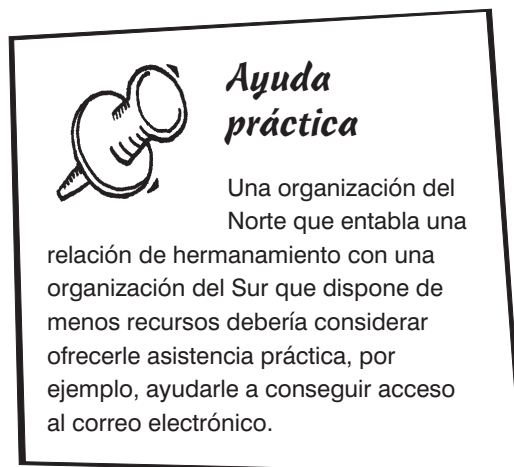 Ayuda
práctica
Una organización del
Norte que entabla una
relación de hermanamiento con una
organización del Sur que dispone de
menos recursos debería considerar
ofrecerle asistencia práctica, por
ejemplo, ayudarle a conseguir acceso
al correo electrónico.